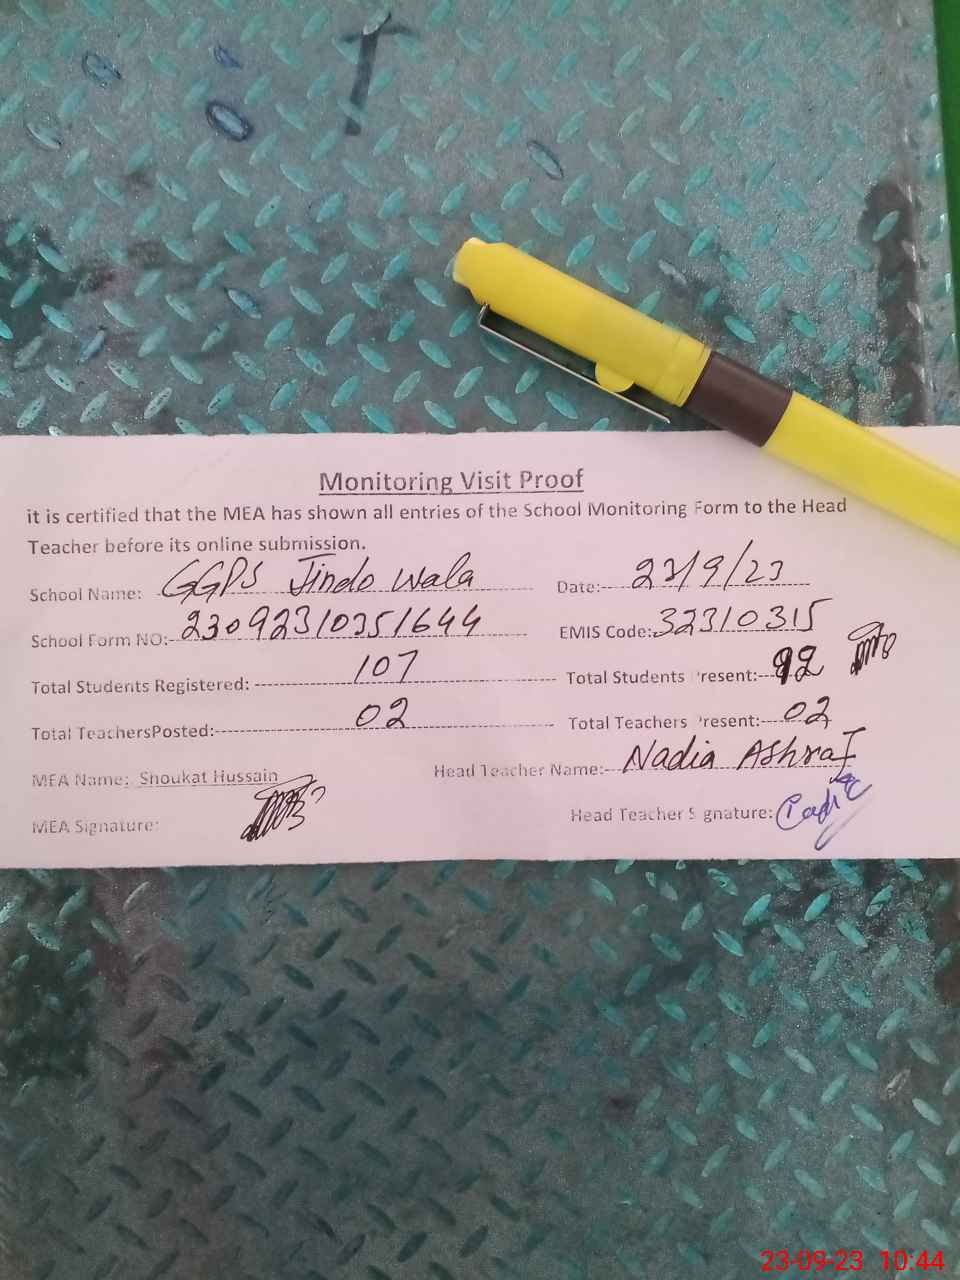 Monitoring Visit Proof
it is certified that the MEA has shown all entries of the School Monitoring Form to the Head
Teacher before its online submission.
School Name: GGPS Jindo wala Date: 23/9/23
School Form NO: 23092310351644 EMIS Code: 32310315
Total Students Registered: 107 Total Students Present: 92
Total TeachersPosted: 02 Total Teachers Present: 02
MEA Name: Shoukat Hussain Head Teacher Name: Nadia Ashraf
MEA Signature: Head Teacher Signature:
23-09-23 10:44